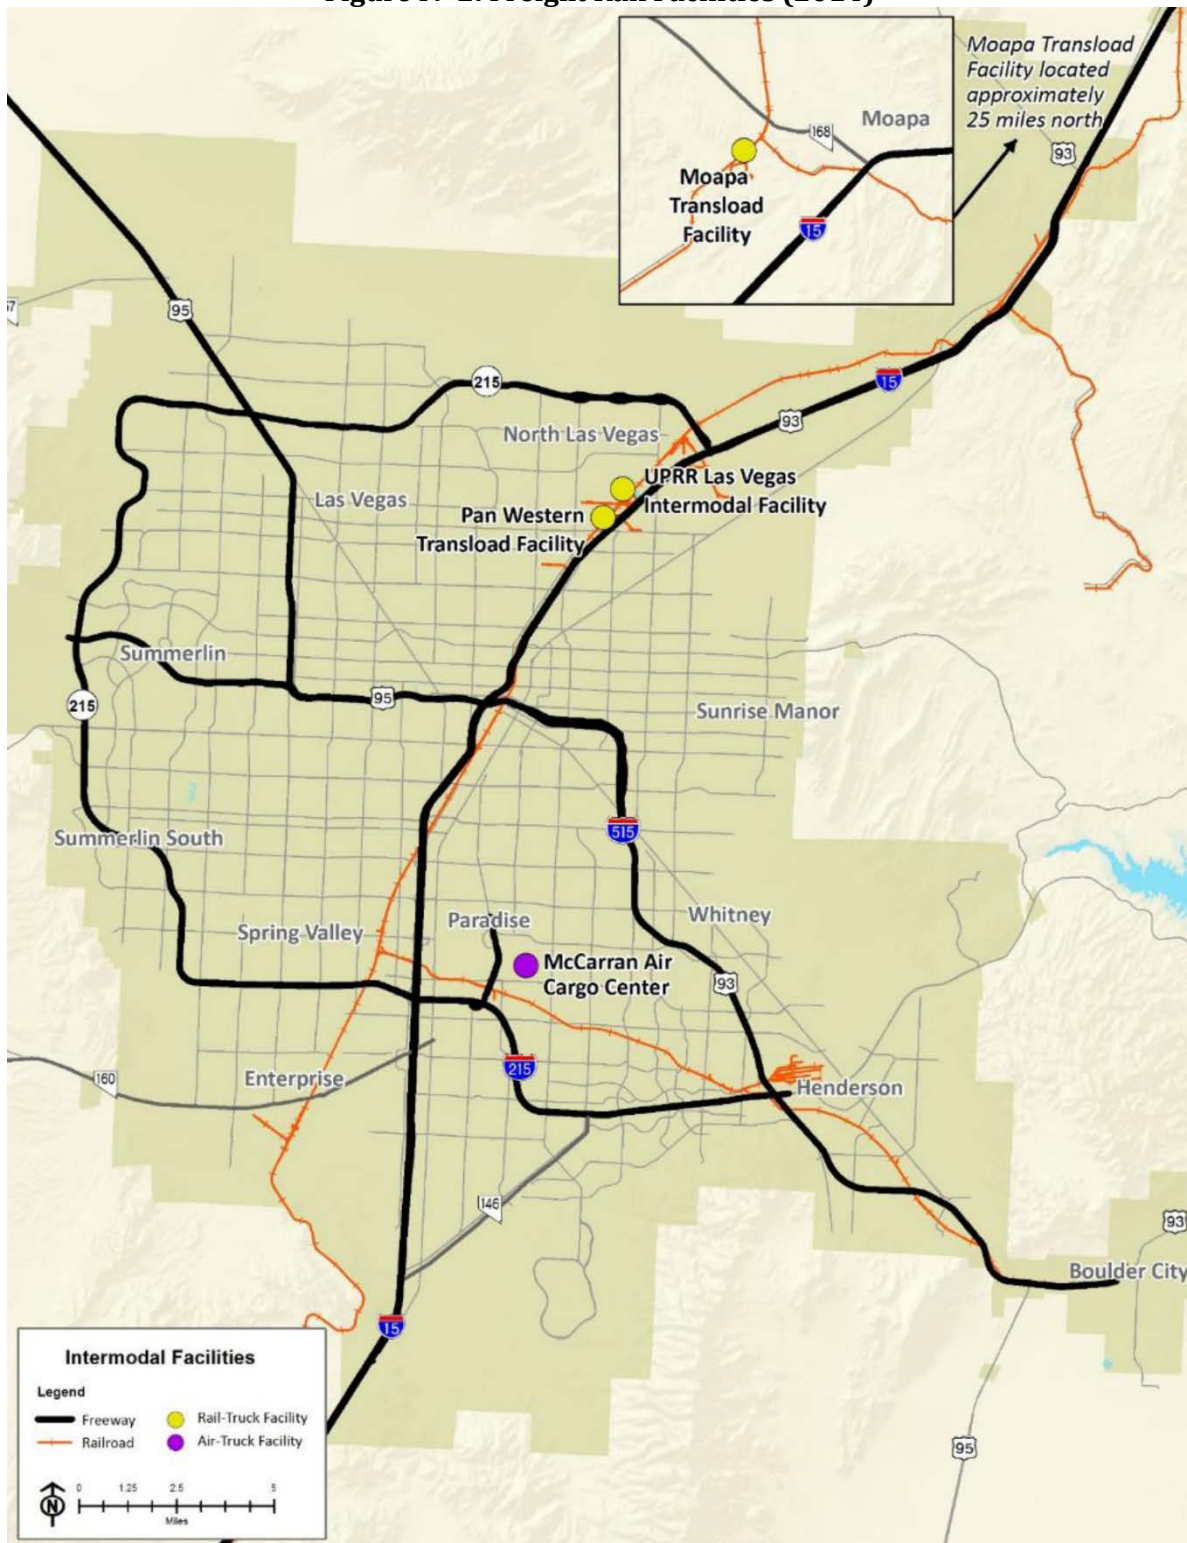 Moapa Transload
Facility located
approximately
25 miles north
Moapa
168
93
Moapa
Transload
Facility
15
95
215
15
93
North Las Vegas
UPRR Las Vegas
Intermodal Facility
Las Vegas
Pan Western
Transload Facility
Summerlin
95
215
Sunrise Manor
515
Summerlin South
Paradise
Whitney
Spring Valley
McCarran Air
Cargo Center
93
215
160
Enterprise
Henderson
146
93
Boulder City
15
95
Intermodal Facilities
Legend
Freeway
Rail-Truck Facility
Railroad
Air-Truck Facility
N
0 1.25 2.5 5
Miles